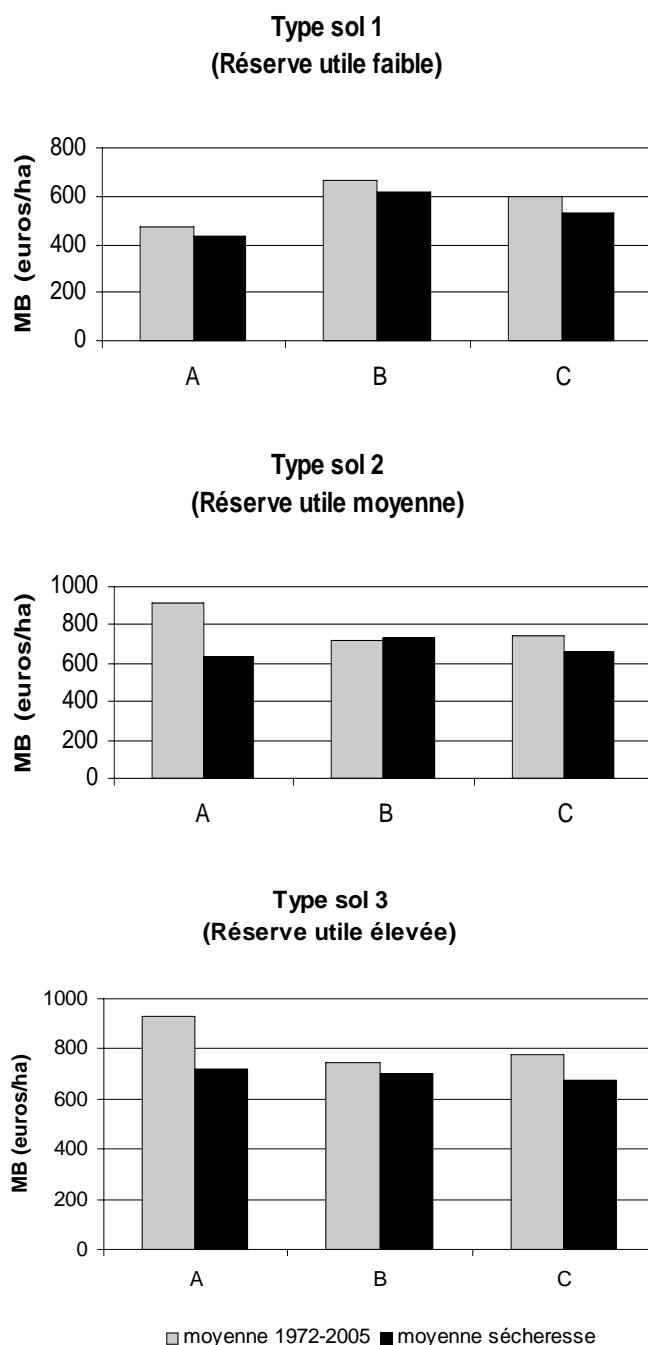 Type sol 1
(Réserve utile faible)
800
600
400
200
0
MB (euros/ha)
A B C
Type sol 2
(Réserve utile moyenne)
1000
800
600
400
200
0
MB (euros/ha)
A B C
Type sol 3
(Réserve utile élevée)
1000
800
600
400
200
0
MB (euros/ha)
A B C
moyenne 1972-2005 moyenne sécheresse